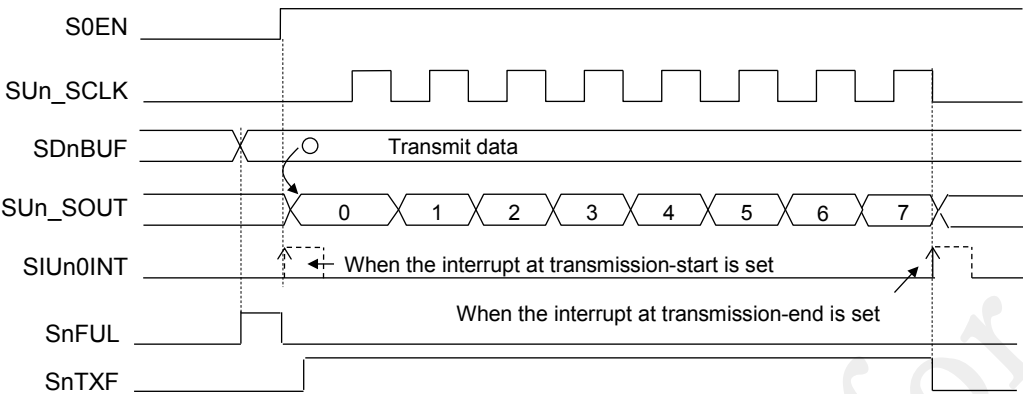 S0EN
SUn_SCLK
SDnBUF
Transmit data
SUn_SOUT
0 1 2 3 4 5 6 7
SIUn0INT
When the interrupt at transmission-start is set
When the interrupt at transmission-end is set
SnFUL
SnTXF
for